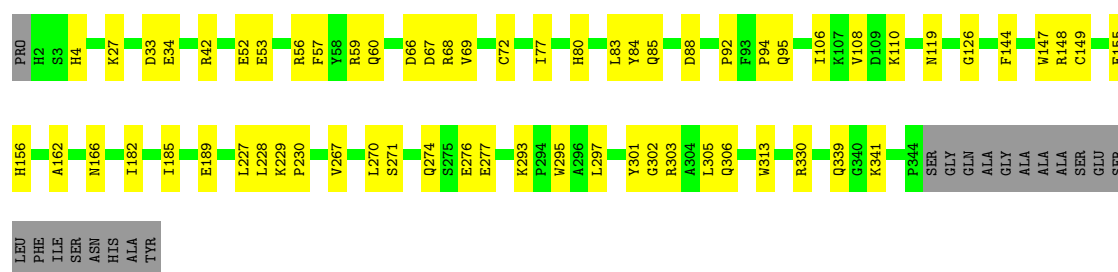 PRO H2 S3 H4 K27 D33 E34 R42 E52 E53 R56 F57 Y58 R59 Q60 D66 D67 R68 V69 C72 I77 H80 L83 Y84 Q85 D88 P92 F93 P94 Q95 I106 K107 V108 D109 K110 N119 G126 F144 W147 R148 C149
H156 A162 N166 I182 I185 E189 L227 L228 K229 P230 V267 L270 S271 Q274 S275 E276 E277 K293 P294 W295 A296 L297 Y301 G302 R303 A304 L305 Q306 W313 R330 Q339 G340 K341 P344 SER GLY GLN ALA GLY ALA ALA ALA SER GLU SER
LEU PHE ILE SER ASN HIS ALA TYR